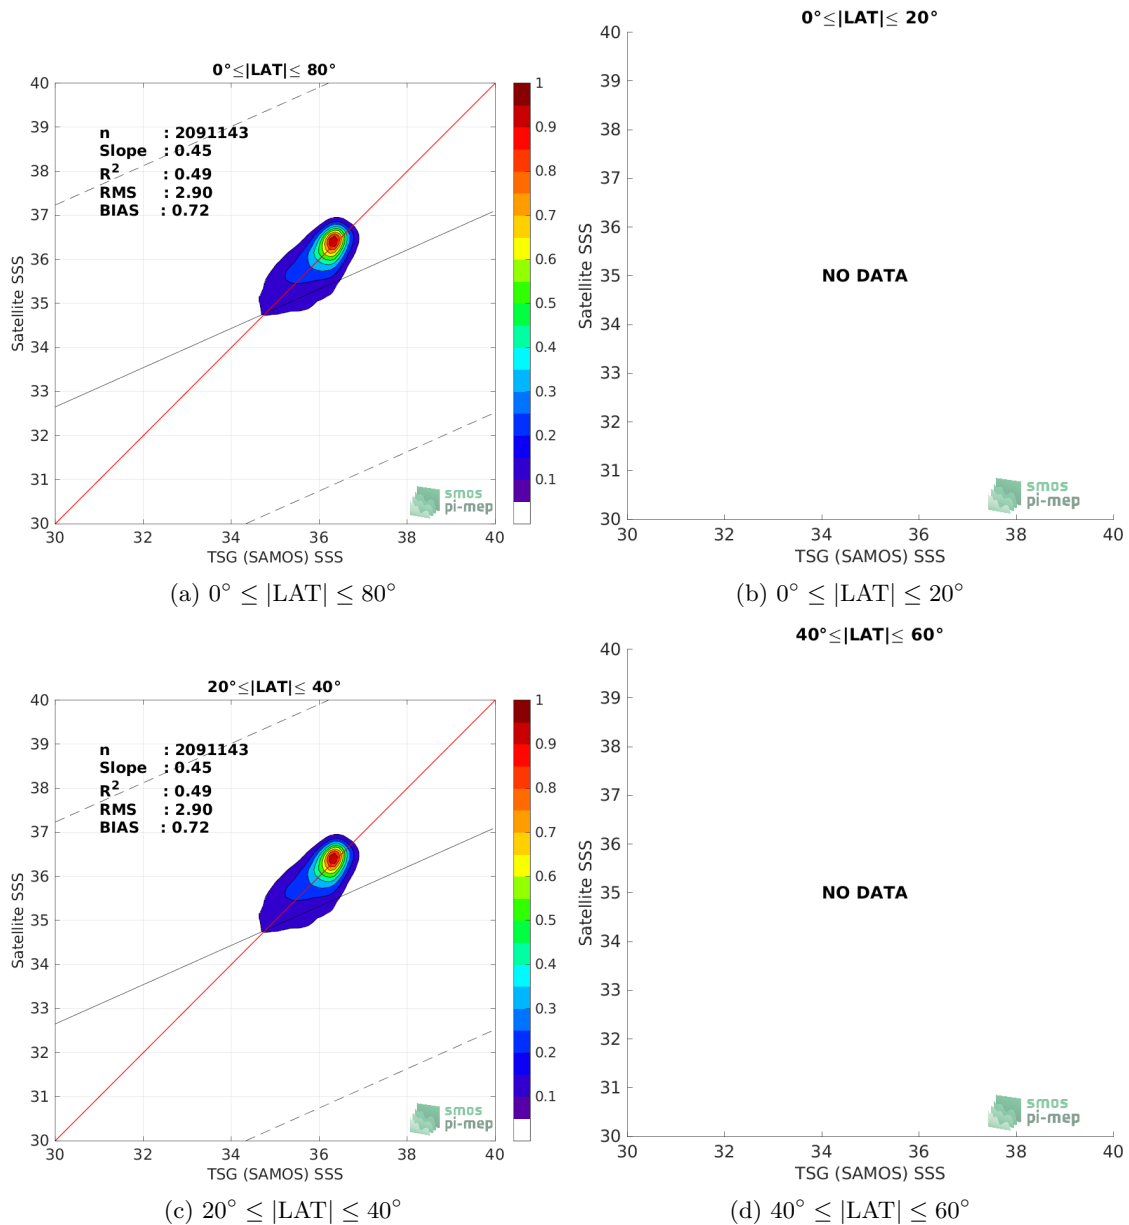 0°≤|LAT|≤ 80°
40
39
38
37
36
35
34
33
32
31
30
Satellite SSS
n : 2091143
Slope : 0.45
R² : 0.49
RMS : 2.90
BIAS : 0.72
1
0.9
0.8
0.7
0.6
0.5
0.4
0.3
0.2
0.1
smos
pi-mep
30 32 34 36 38 40
TSG (SAMOS) SSS
(a) 0° ≤ |LAT| ≤ 80°
0°≤|LAT|≤ 20°
40
39
38
37
36
35
34
33
32
31
30
Satellite SSS
NO DATA
smos
pi-mep
30 32 34 36 38 40
TSG (SAMOS) SSS
(b) 0° ≤ |LAT| ≤ 20°
20°≤|LAT|≤ 40°
40
39
38
37
36
35
34
33
32
31
30
Satellite SSS
n : 2091143
Slope : 0.45
R² : 0.49
RMS : 2.90
BIAS : 0.72
1
0.9
0.8
0.7
0.6
0.5
0.4
0.3
0.2
0.1
smos
pi-mep
30 32 34 36 38 40
TSG (SAMOS) SSS
(c) 20° ≤ |LAT| ≤ 40°
40°≤|LAT|≤ 60°
40
39
38
37
36
35
34
33
32
31
30
Satellite SSS
NO DATA
smos
pi-mep
30 32 34 36 38 40
TSG (SAMOS) SSS
(d) 40° ≤ |LAT| ≤ 60°